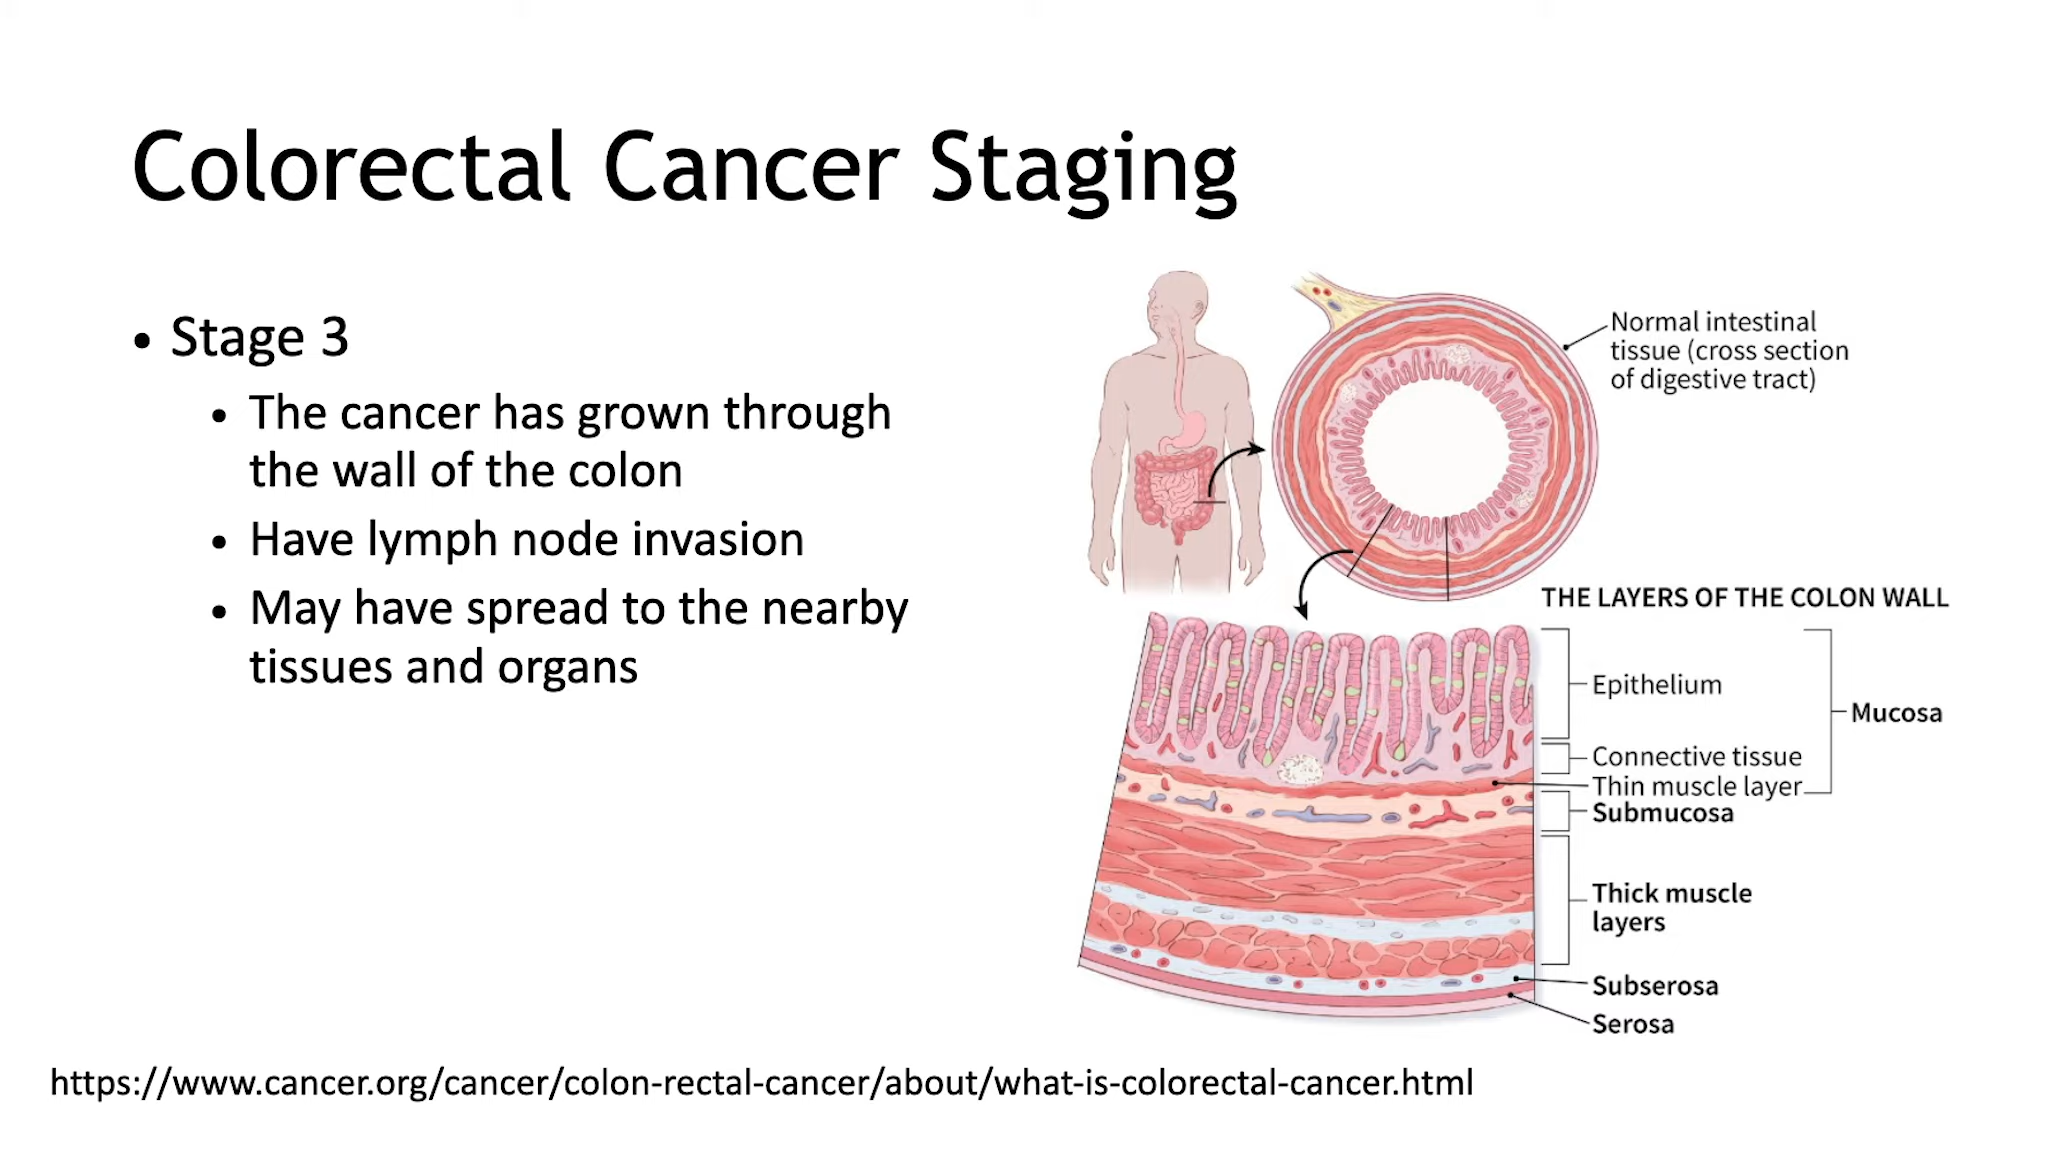 Colorectal Cancer Staging
• Stage 3
• The cancer has grown through
the wall of the colon
• Have lymph node invasion
• May have spread to the nearby
tissues and organs
Normal intestinal
tissue (cross section
of digestive tract)
THE LAYERS OF THE COLON WALL
Epithelium
Mucosa
Connective tissue
Thin muscle layer
Submucosa
Thick muscle
layers
Subserosa
Serosa
https://www.cancer.org/cancer/colon-rectal-cancer/about/what-is-colorectal-cancer.html